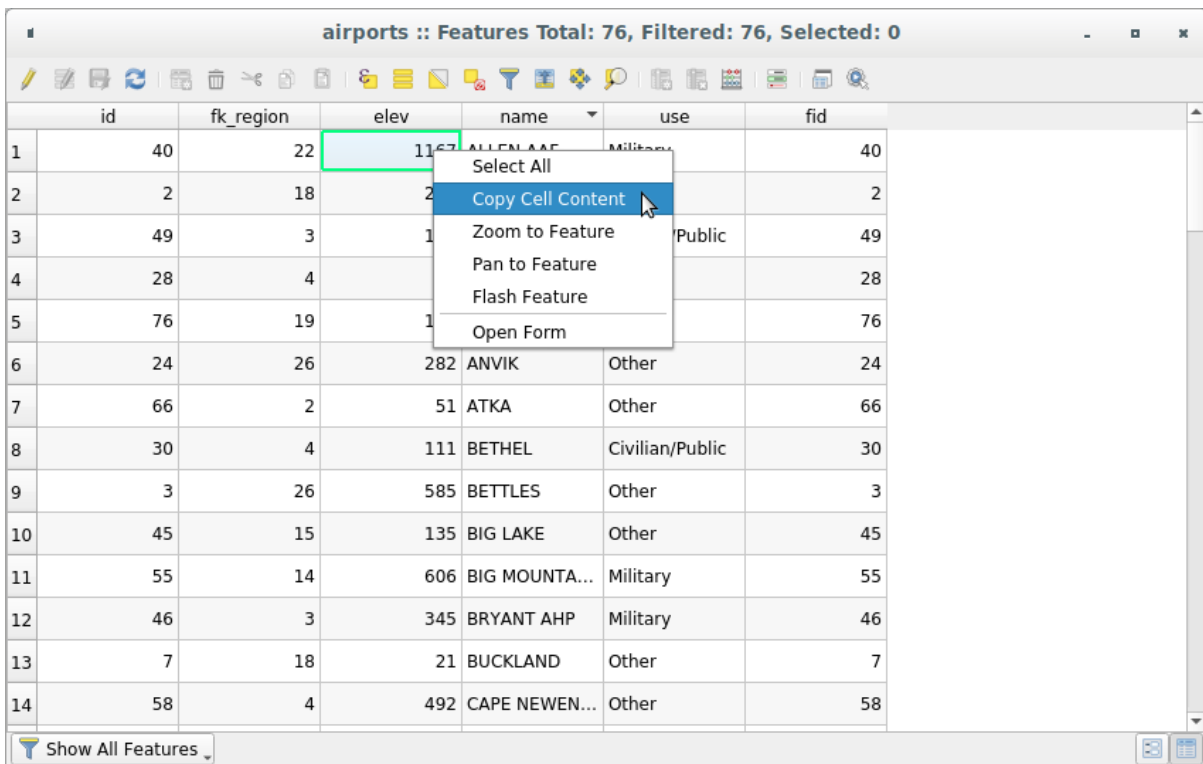 airports :: Features Total: 76, Filtered: 76, Selected: 0
id fk_region elev name use fid
1 40 22 1167 ALLEN AAF Military 40
Select All
2 2 18 2 2
Copy Cell Content
3 49 3 1 /Public 49
Zoom to Feature
4 28 4 28
Pan to Feature
Flash Feature
5 76 19 1 76
Open Form
6 24 26 282 ANVIK Other 24
7 66 2 51 ATKA Other 66
8 30 4 111 BETHEL Civilian/Public 30
9 3 26 585 BETTLES Other 3
10 45 15 135 BIG LAKE Other 45
11 55 14 606 BIG MOUNTA... Military 55
12 46 3 345 BRYANT AHP Military 46
13 7 18 21 BUCKLAND Other 7
14 58 4 492 CAPE NEWEN... Other 58
Show All Features